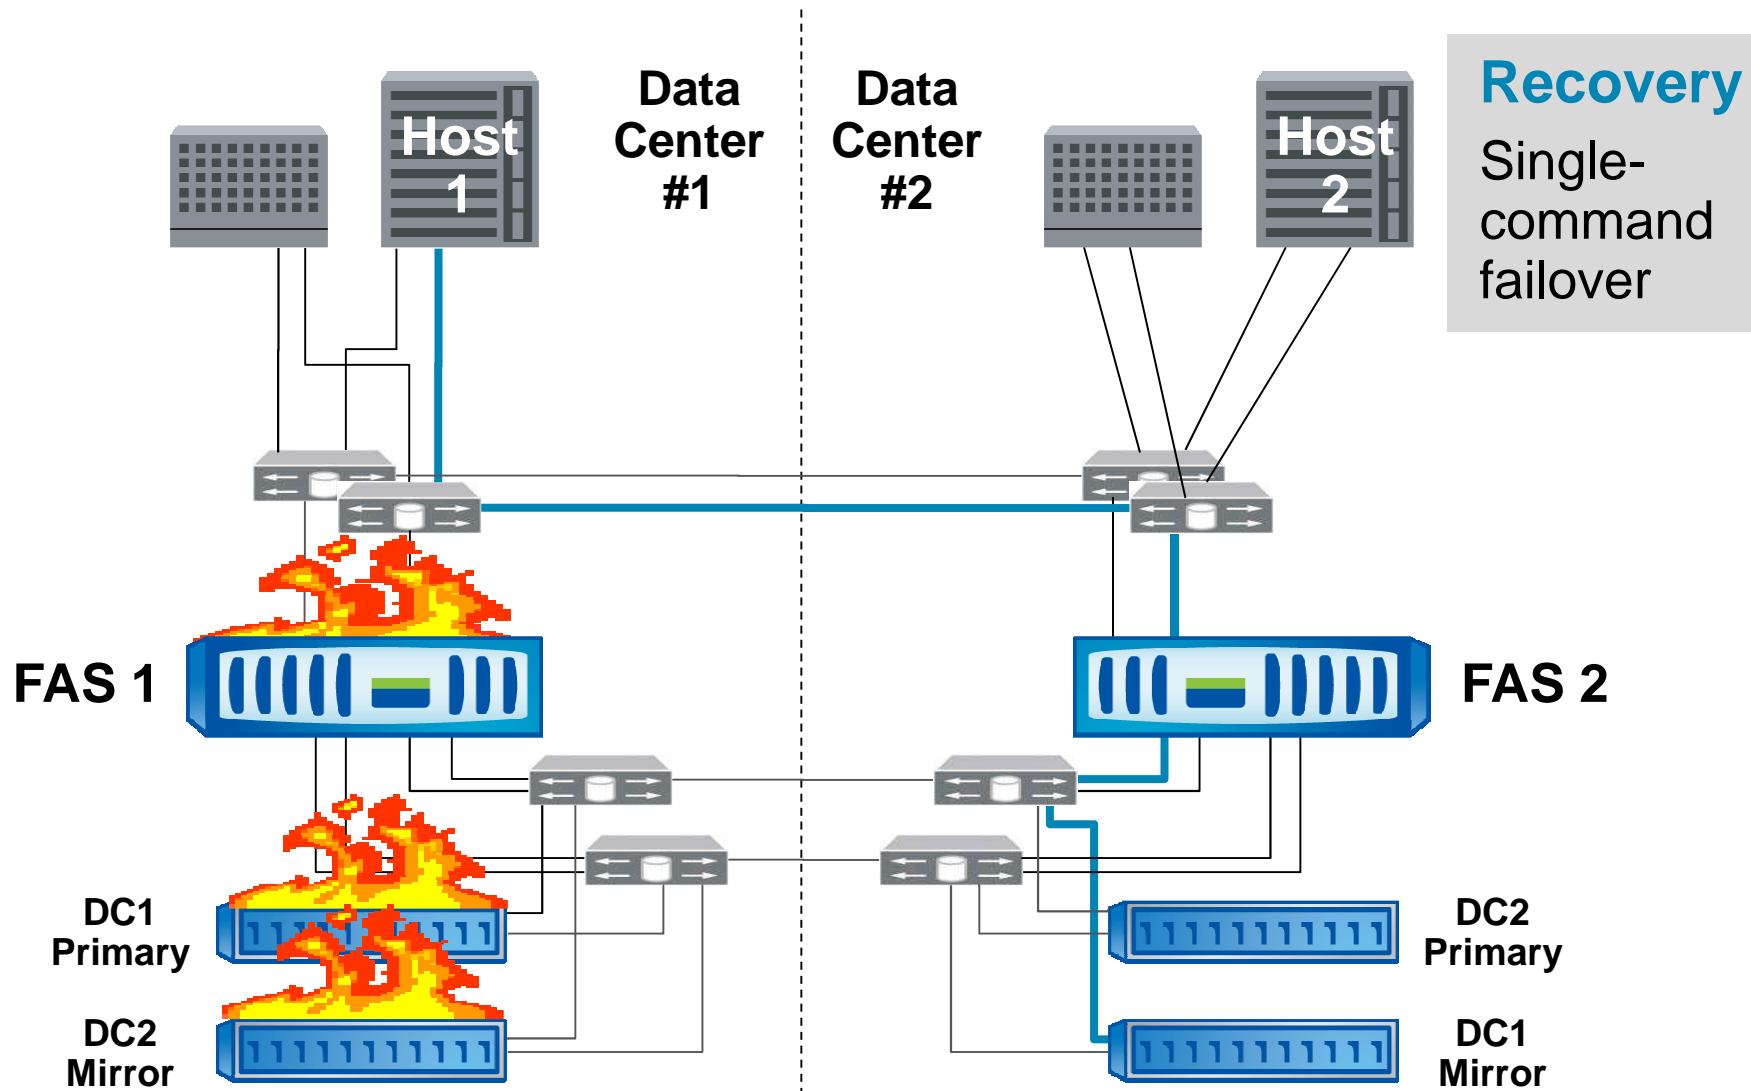 Data
Center
#1
Data
Center
#2
Host
1
Host
2
Recovery
Single-
command
failover
FAS 1
FAS 2
DC1
Primary
DC2
Mirror
DC2
Primary
DC1
Mirror